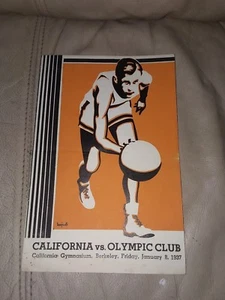 CALIFORNIA vs. OLYMPIC CLUB
California Gymnasium, Berkeley, Friday, January 8, 1937